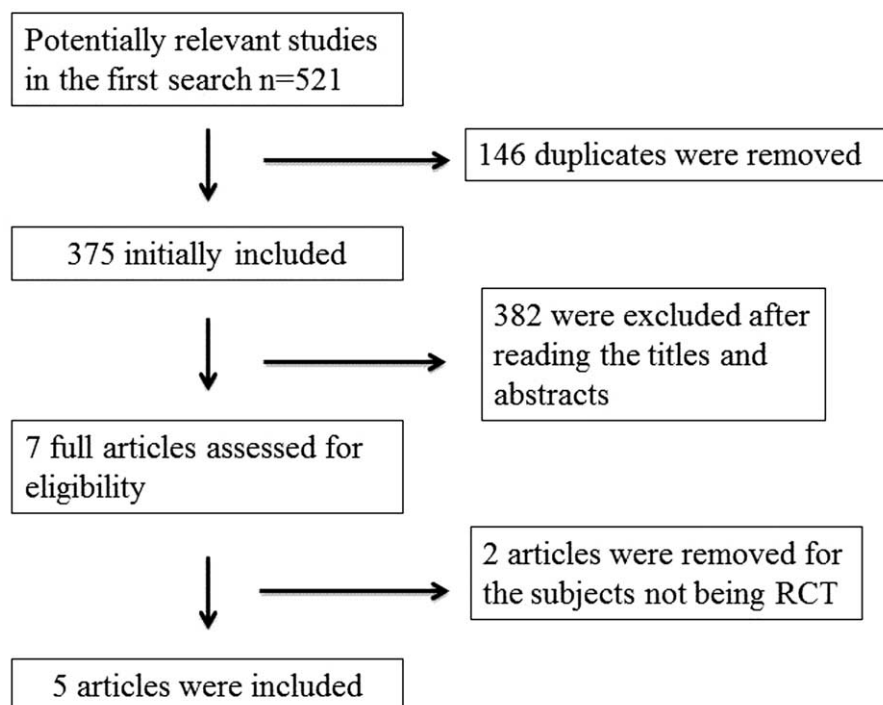 Potentially relevant studies
in the first search n=521
146 duplicates were removed
375 initially included
382 were excluded after
reading the titles and
abstracts
7 full articles assessed for
eligibility
2 articles were removed for
the subjects not being RCT
5 articles were included